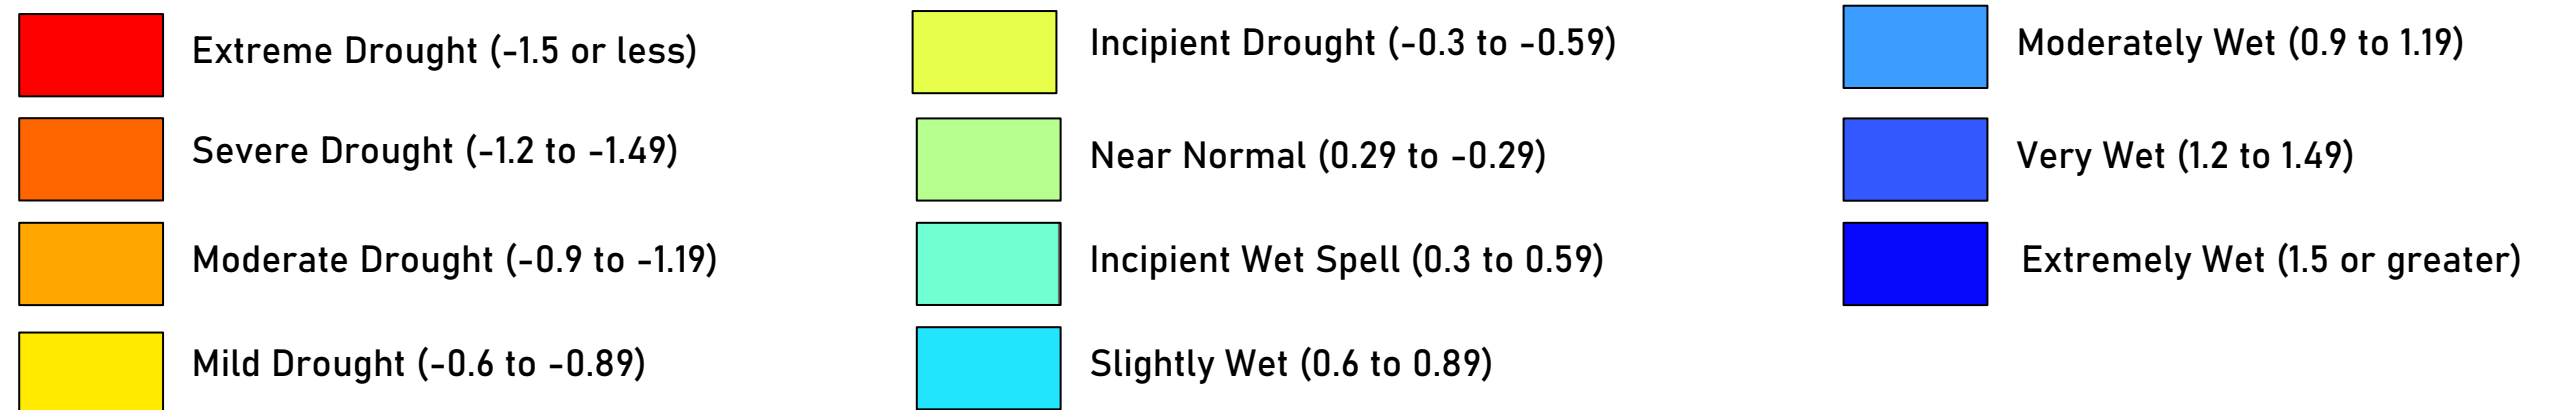 Extreme Drought (-1.5 or less)
Severe Drought (-1.2 to -1.49)
Moderate Drought (-0.9 to -1.19)
Mild Drought (-0.6 to -0.89)
Incipient Drought (-0.3 to -0.59)
Near Normal (0.29 to -0.29)
Incipient Wet Spell (0.3 to 0.59)
Slightly Wet (0.6 to 0.89)
Moderately Wet (0.9 to 1.19)
Very Wet (1.2 to 1.49)
Extremely Wet (1.5 or greater)